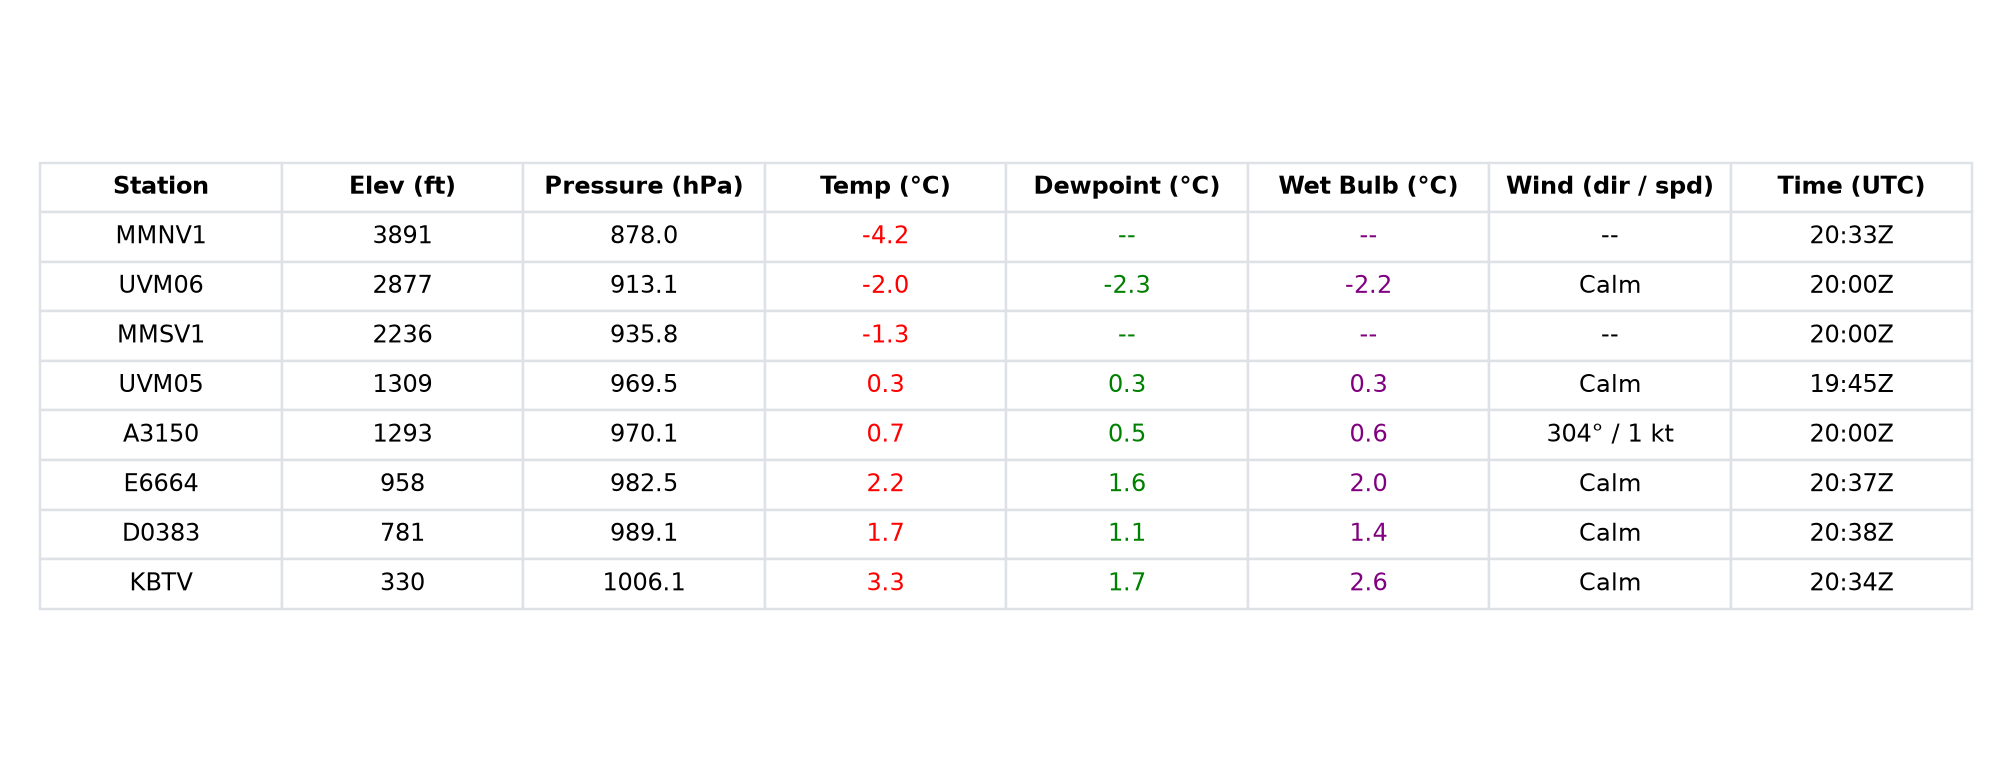 Station Elev (ft) Pressure (hPa) Temp (°C) Dewpoint (°C) Wet Bulb (°C) Wind (dir / spd) Time (UTC)
MMNV1 3891 878.0 -4.2 -- -- -- 20:33Z
UVM06 2877 913.1 -2.0 -2.3 -2.2 Calm 20:00Z
MMSV1 2236 935.8 -1.3 -- -- -- 20:00Z
UVM05 1309 969.5 0.3 0.3 0.3 Calm 19:45Z
A3150 1293 970.1 0.7 0.5 0.6 304° / 1 kt 20:00Z
E6664 958 982.5 2.2 1.6 2.0 Calm 20:37Z
D0383 781 989.1 1.7 1.1 1.4 Calm 20:38Z
KBTV 330 1006.1 3.3 1.7 2.6 Calm 20:34Z